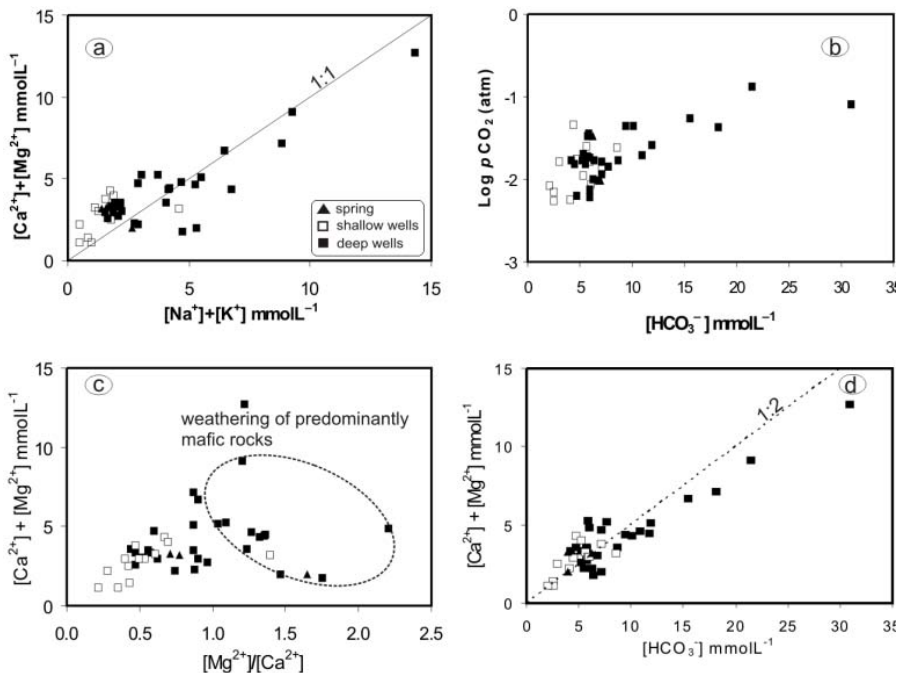 a
[Ca²⁺]+[Mg²⁺] mmolL⁻¹
15
10
5
0
1:1
spring
shallow wells
deep wells
0 5 10 15
[Na⁺]+[K⁺] mmolL⁻¹
b
Log pCO₂ (atm)
-0
-1
-2
-3
0 5 10 15 20 25 30 35
[HCO₃⁻] mmolL⁻¹
c
[Ca²⁺] + [Mg²⁺] mmolL⁻¹
15
10
5
0
weathering of predominantly
mafic rocks
0.0 0.5 1.0 1.5 2.0 2.5
[Mg²⁺]/[Ca²⁺]
d
[Ca²⁺] + [Mg²⁺] mmolL⁻¹
15
10
5
0
1:2
0 5 10 15 20 25 30 35
[HCO₃⁻] mmolL⁻¹